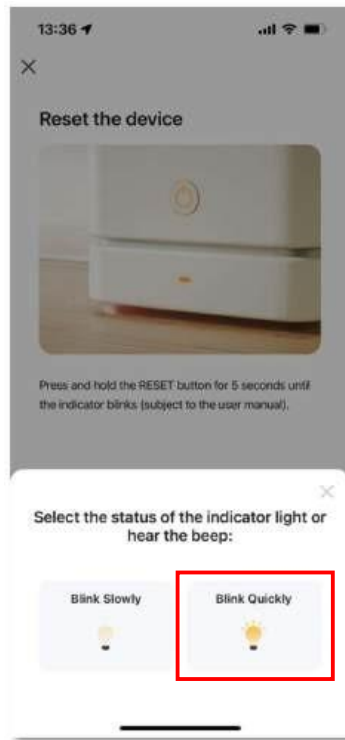 13:36
Reset the device
Press and hold the RESET button for 5 seconds until
the indicator blinks (subject to the user manual).
Select the status of the indicator light or
hear the beep:
Blink Slowly
Blink Quickly